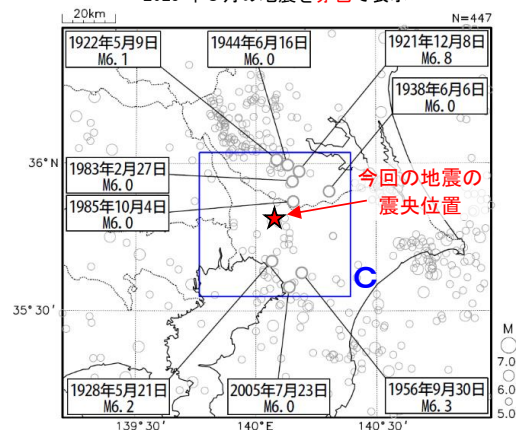 20km
N=447
1922年5月9日
M6.1
1944年6月16日
M6.0
1921年12月8日
M6.8
1938年6月6日
M6.0
36°N
1983年2月27日
M6.0
今回の地震の
震央位置
1985年10月4日
M6.0
C
35°30'
M
7.0
6.0
5.0
1928年5月21日
M6.2
2005年7月23日
M6.0
1956年9月30日
M6.3
139°30'
140°E
140°30'